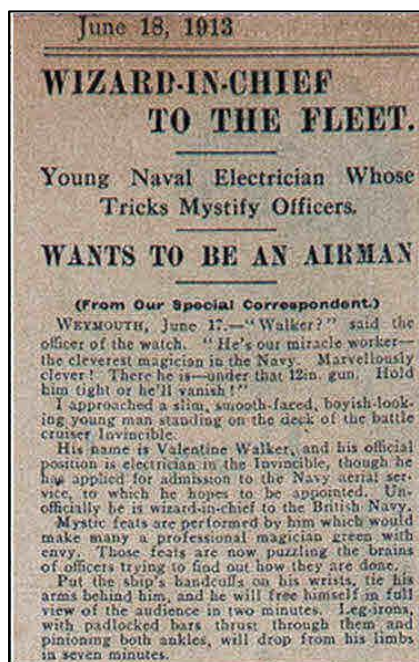 June 18, 1913
WIZARD-IN-CHIEF
TO THE FLEET.
Young Naval Electrician Whose
Tricks Mystify Officers.
WANTS TO BE AN AIRMAN
(From Our Special Correspondent.)
WEYMOUTH, June 17.—"Walker?" said the
officer of the watch. "He's our miracle worker—
the cleverest magician in the Navy. Marvellously
clever! There he is—under that 12in. gun. Hold
him tight or he'll vanish!"
I approached a slim, smooth-faced, boyish-look-
ing young man standing on the deck of the battle
cruiser Invincible.
His name is Valentine Walker, and his official
position is electrician in the Invincible, though he
has applied for admission to the Navy aerial ser-
vice, to which he hopes to be appointed. Un-
officially he is wizard-in-chief to the British Navy.
Mystic feats are performed by him which would
make many a professional magician green with
envy. Those feats are now puzzling the brains
of officers trying to find out how they are done.
Put the ship's handcuffs on his wrists, tie his
arms behind him, and he will free himself in full
view of the audience in two minutes. Leg-irons,
with padlocked bars thrust through them and
pinioning both ankles, will drop from his limbs
in seven minutes.